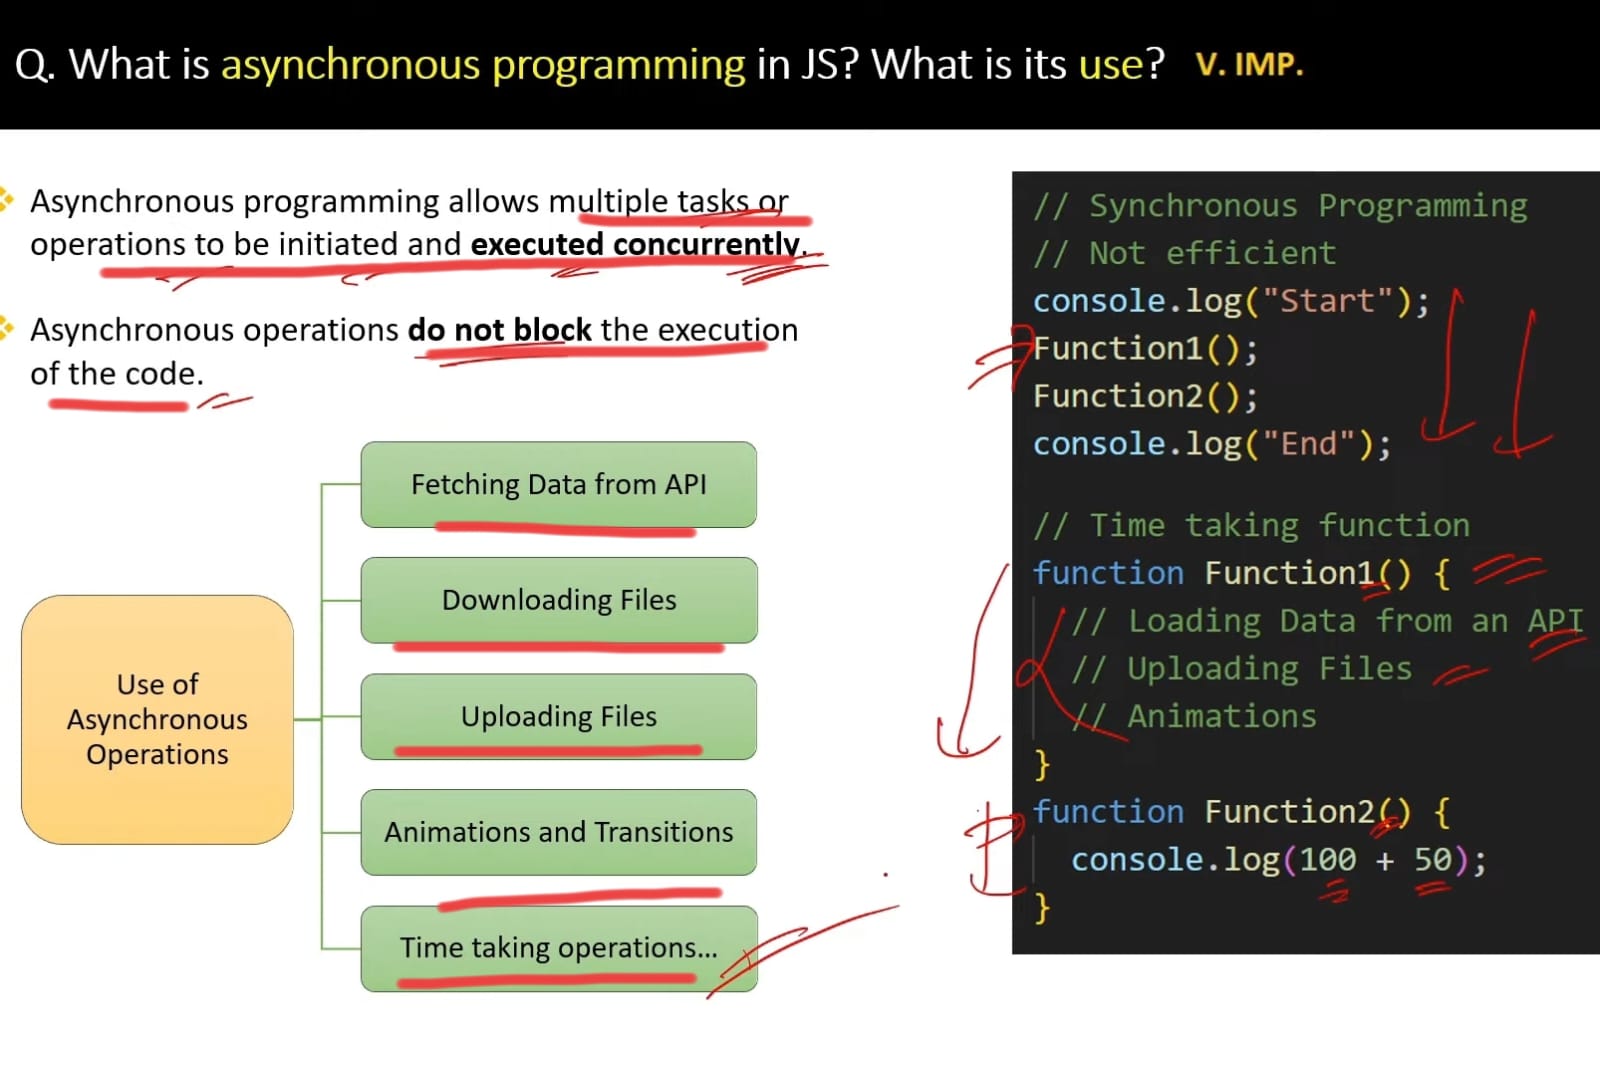 Q. What is asynchronous programming in JS? What is its use? V. IMP.
Asynchronous programming allows multiple tasks or
operations to be initiated and executed concurrently.
Asynchronous operations do not block the execution
of the code.
Use of
Asynchronous
Operations
Fetching Data from API
Downloading Files
Uploading Files
Animations and Transitions
Time taking operations...
// Synchronous Programming
// Not efficient
console.log("Start");
Function1();
Function2();
console.log("End");
// Time taking function
function Function1() {
// Loading Data from an API
// Uploading Files
// Animations
}
function Function2() {
console.log(100 + 50);
}